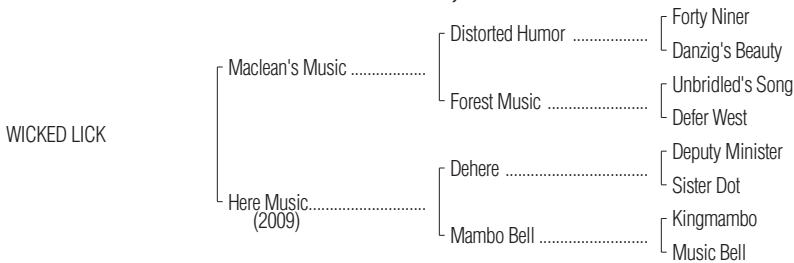 Forty Niner
Distorted Humor ..................
Danzig's Beauty
Maclean's Music ..................
Unbridled's Song
Forest Music ........................
Defer West
WICKED LICK
Deputy Minister
Dehere ..................................
Sister Dot
Here Music............................
(2009)
Kingmambo
Mambo Bell ..........................
Music Bell